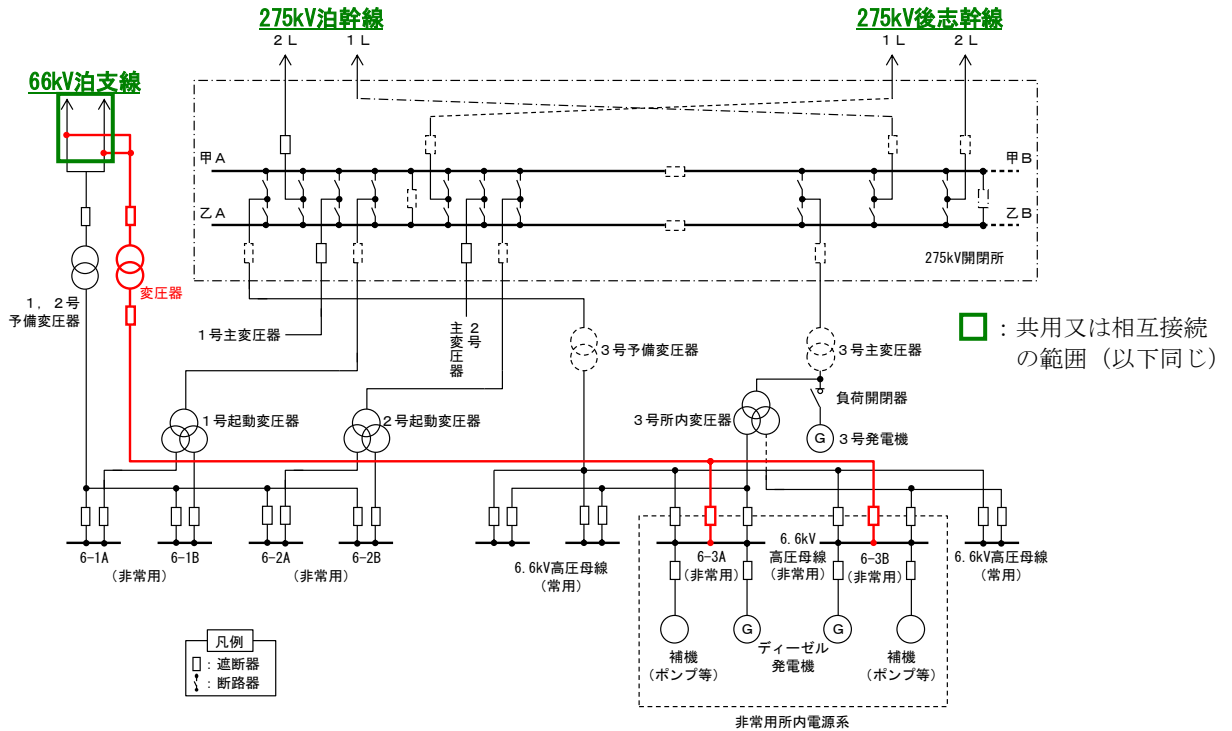 275kV泊幹線
275kV後志幹線
2L
1L
1L
2L
66kV泊支線
甲A
甲B
乙A
乙B
275kV開閉所
変圧器
1,2号
予備変圧器
1号主変圧器
2号
主変圧器
3号予備変圧器
3号主変圧器
:共用又は相互接続
の範囲(以下同じ)
負荷開閉器
1号起動変圧器
2号起動変圧器
3号所内変圧器
G
3号発電機
6-1A
6-1B
6-2A
6-2B
(非常用)
(非常用)
6.6kV高圧母線
(常用)
6-3A
(非常用)
6.6kV
高圧母線
(非常用)
6-3B
(非常用)
6.6kV高圧母線
(常用)
G
G
補機
(ポンプ等)
ディーゼル
発電機
補機
(ポンプ等)
凡例
:遮断器
:断路器
非常用所内電源系